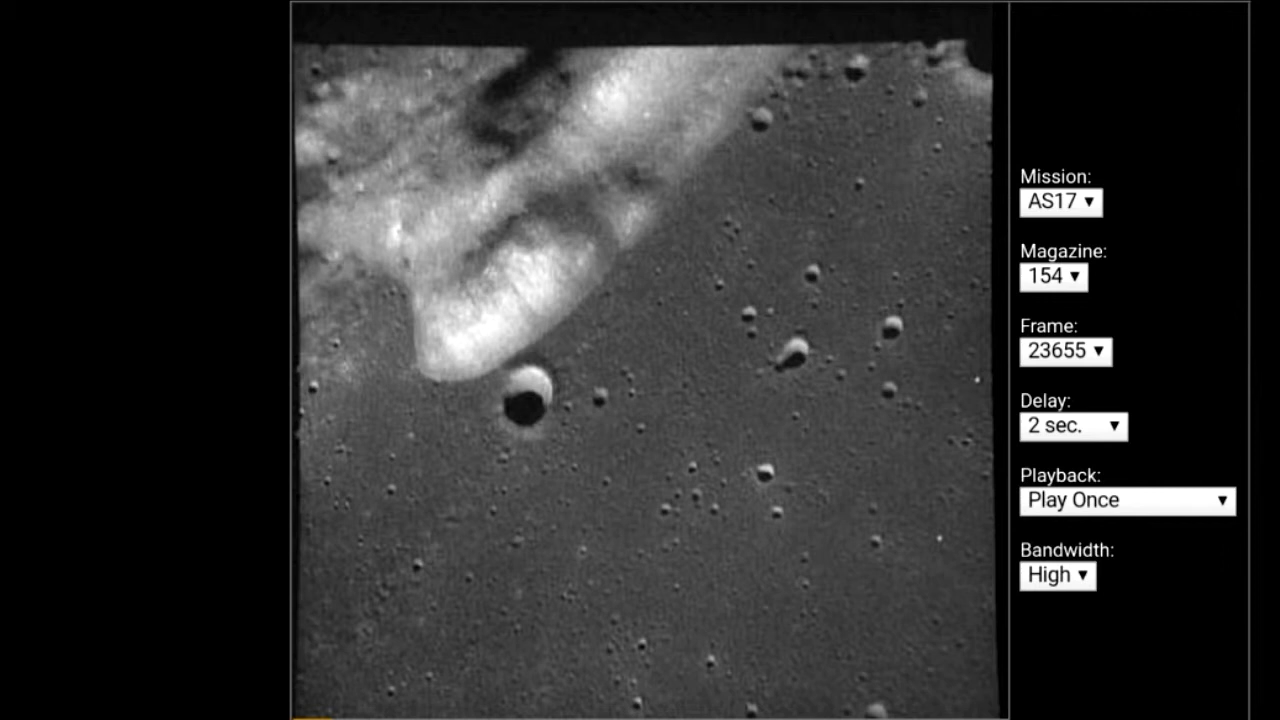 Mission:
AS17
Magazine:
154
Frame:
23655
Delay:
2 sec.
Playback:
Play Once
Bandwidth:
High